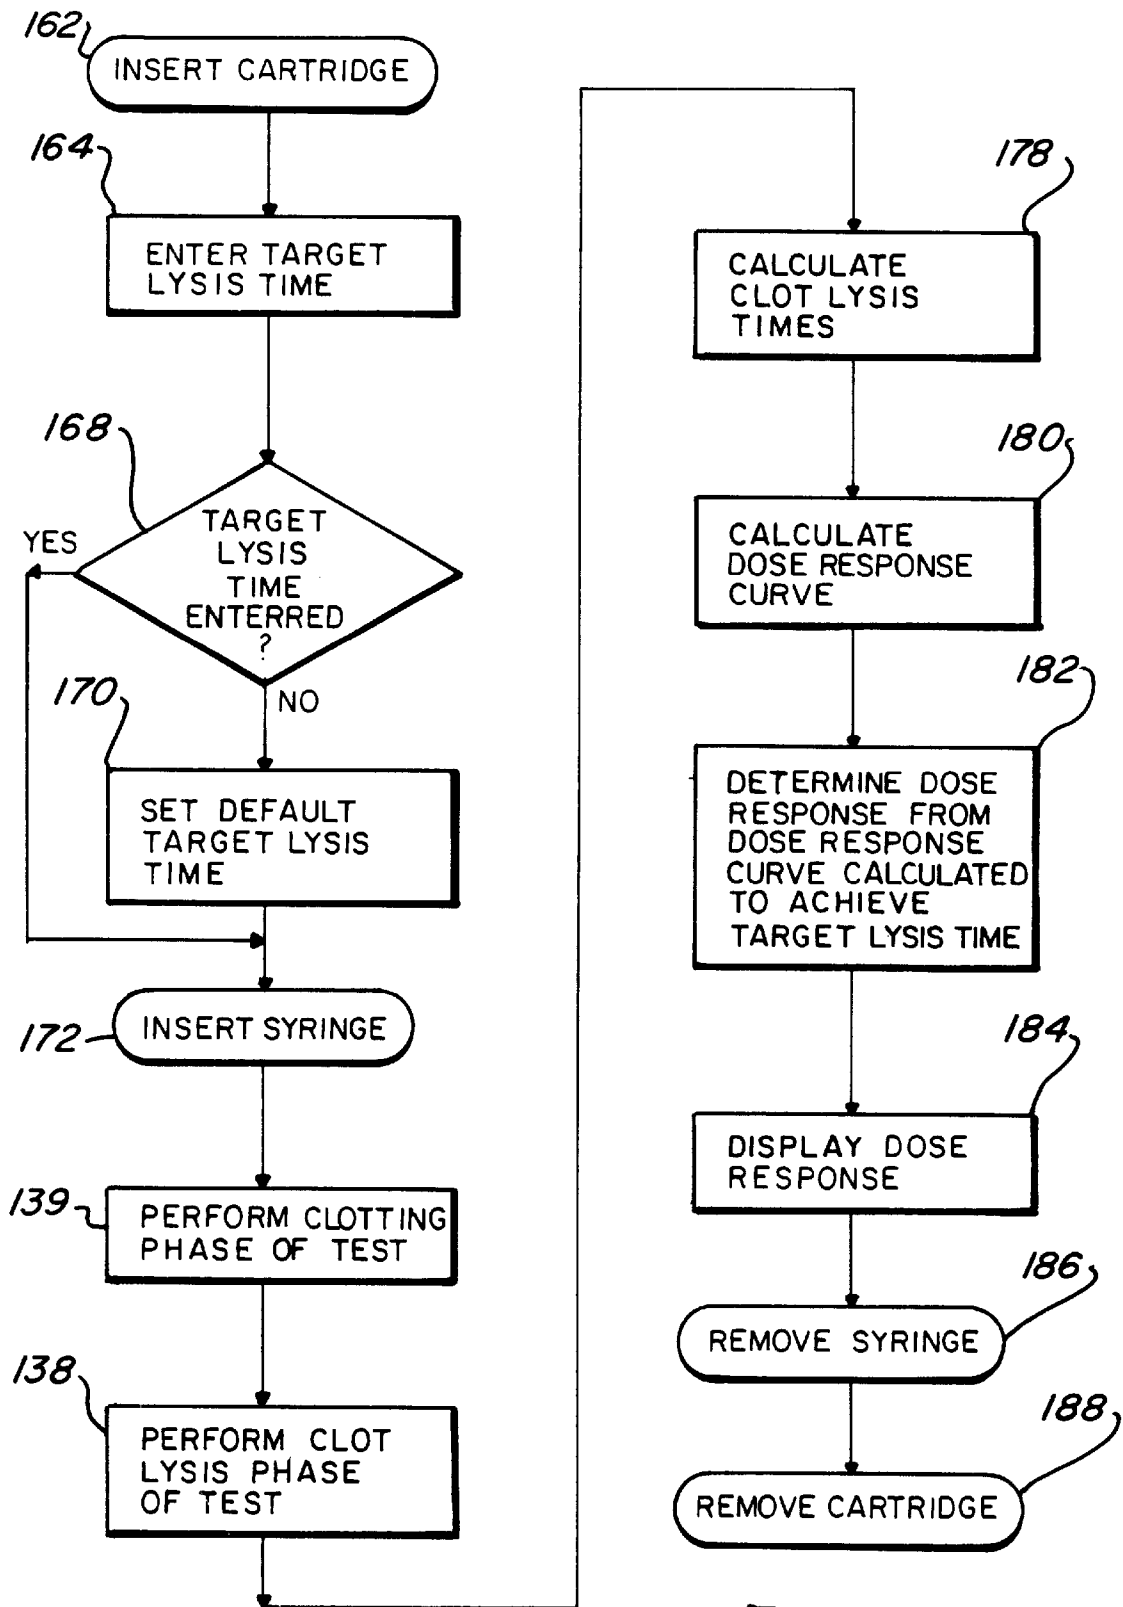 162
INSERT CARTRIDGE
164
ENTER TARGET
LYSIS TIME
168
TARGET
LYSIS
TIME
ENTERRED
?
YES
NO
170
SET DEFAULT
TARGET LYSIS
TIME
172
INSERT SYRINGE
139
PERFORM CLOTTING
PHASE OF TEST
138
PERFORM CLOT
LYSIS PHASE
OF TEST
178
CALCULATE
CLOT LYSIS
TIMES
180
CALCULATE
DOSE RESPONSE
CURVE
182
DETERMINE DOSE
RESPONSE FROM
DOSE RESPONSE
CURVE CALCULATED
TO ACHIEVE
TARGET LYSIS TIME
184
DISPLAY DOSE
RESPONSE
186
REMOVE SYRINGE
188
REMOVE CARTRIDGE